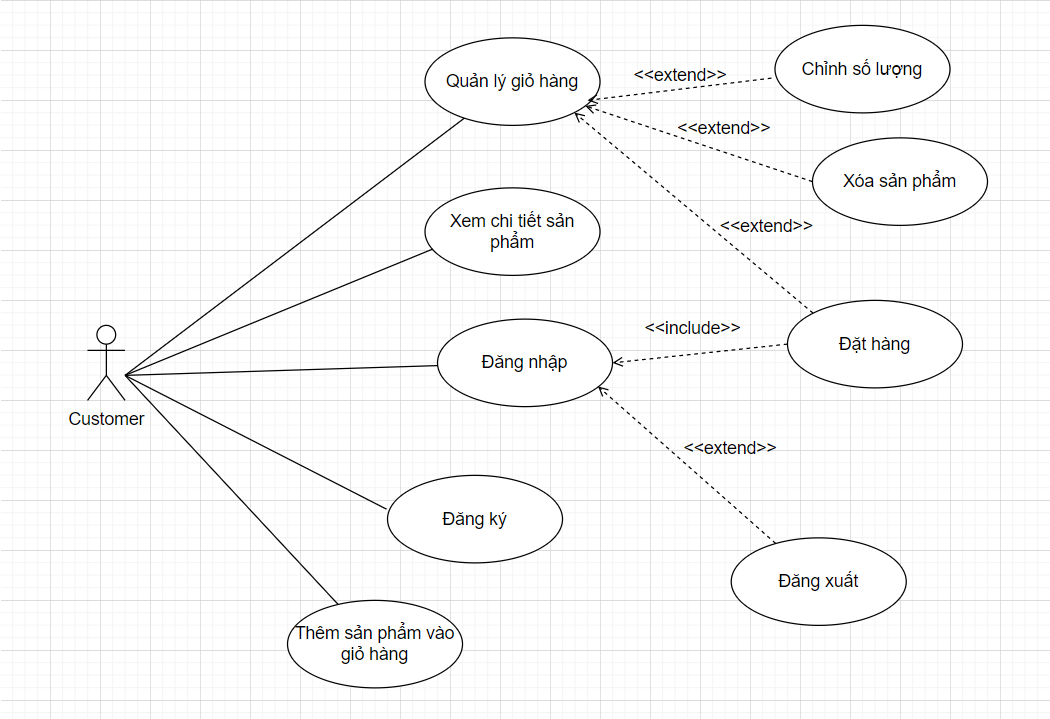 Quản lý giỏ hàng
<<extend>>
Chỉnh số lượng
<<extend>>
Xóa sản phẩm
Xem chi tiết sản
phẩm
<<extend>>
Đăng nhập
<<include>>
Đặt hàng
Customer
<<extend>>
Đăng ký
Đăng xuất
Thêm sản phẩm vào
giỏ hàng